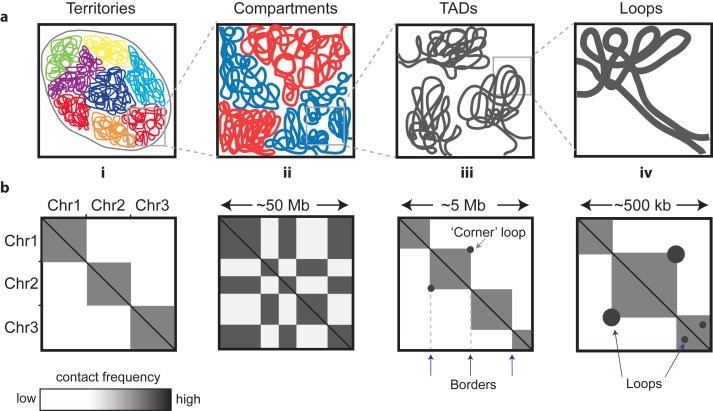 Territories
Compartments
TADs
Loops
a
i
ii
iii
iv
b
Chr1 Chr2 Chr3
~50 Mb
~5 Mb
~500 kb
Chr1
Chr2
Chr3
'Corner' loop
Borders
Loops
contact frequency
low
high